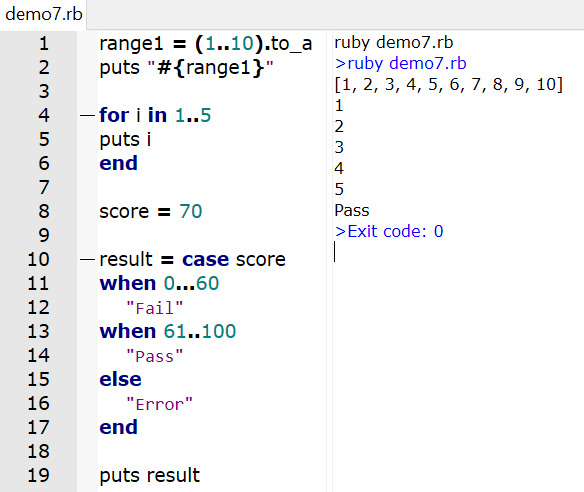 demo7.rb
1 range1 = (1..10).to_a
2 puts "#{range1}"
3
4 for i in 1..5
5 puts i
6 end
7
8 score = 70
9
10 result = case score
11 when 0...60
12 "Fail"
13 when 61..100
14 "Pass"
15 else
16 "Error"
17 end
18
19 puts result
ruby demo7.rb
>ruby demo7.rb
[1, 2, 3, 4, 5, 6, 7, 8, 9, 10]
1
2
3
4
5
Pass
>Exit code: 0